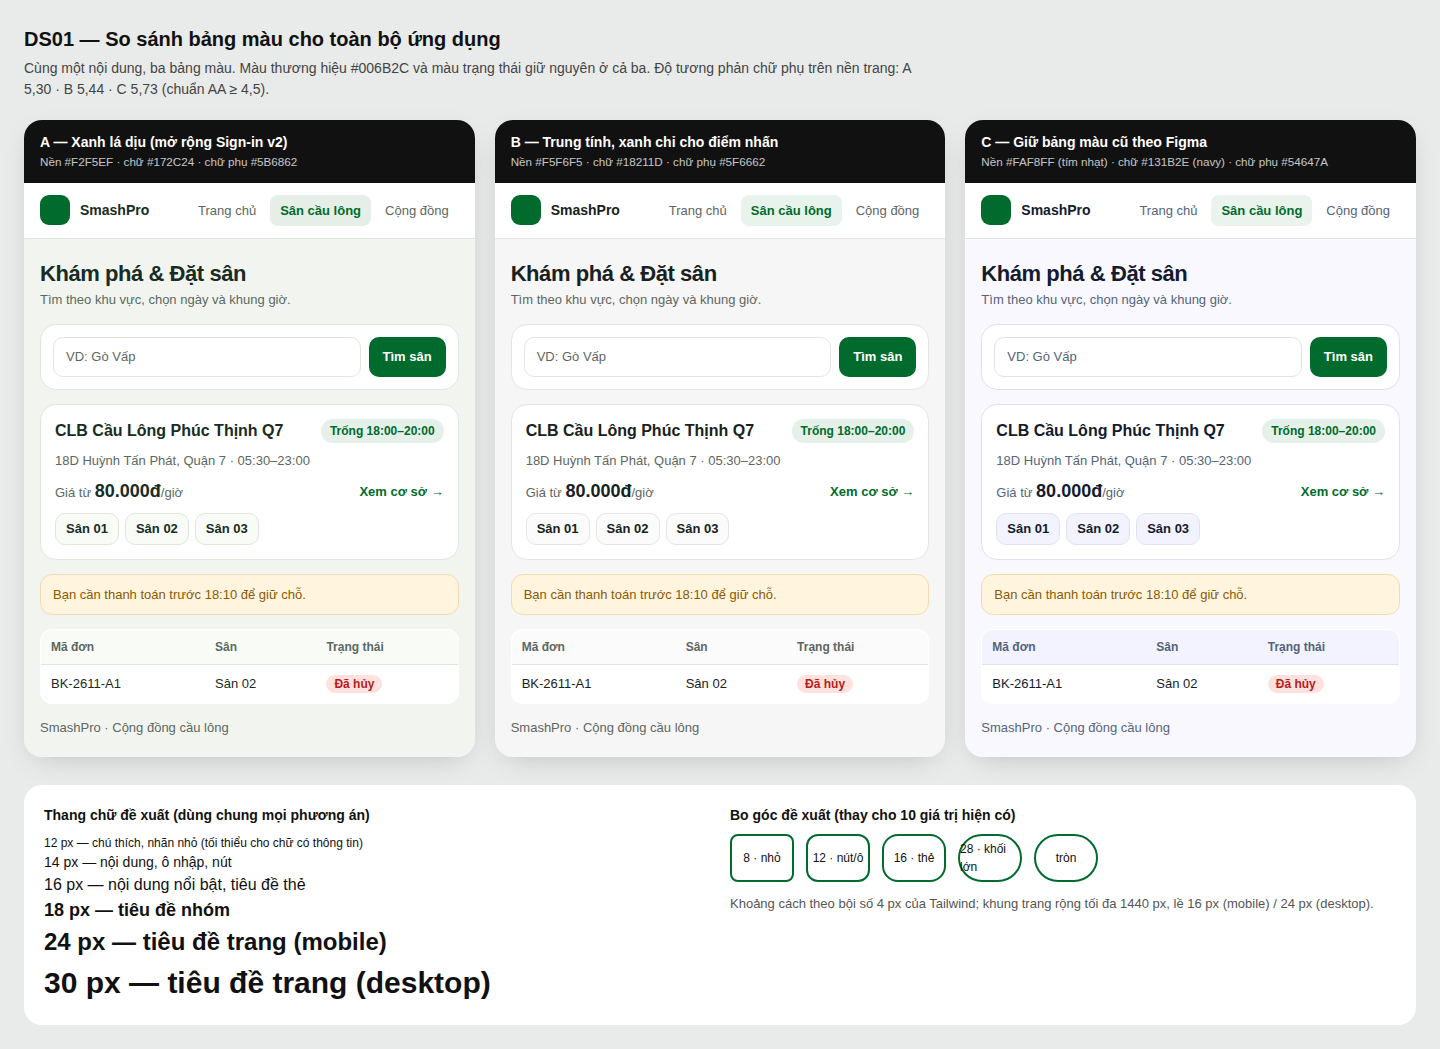 DS01 — So sánh bảng màu cho toàn bộ ứng dụng
Cùng một nội dung, ba bảng màu. Màu thương hiệu #006B2C và màu trạng thái giữ nguyên ở cả ba. Độ tương phản chữ phụ trên nền trang: A
5,30 · B 5,44 · C 5,73 (chuẩn AA ≥ 4,5).
A — Xanh lá dịu (mở rộng Sign-in v2)
Nền #F2F5EF · chữ #172C24 · chữ phụ #5B6862
SmashPro
Trang chủ
Sân cầu lông
Cộng đồng
Khám phá & Đặt sân
Tìm theo khu vực, chọn ngày và khung giờ.
VD: Gò Vấp
Tìm sân
CLB Cầu Lông Phúc Thịnh Q7
Trống 18:00–20:00
18D Huỳnh Tấn Phát, Quận 7 · 05:30–23:00
Giá từ 80.000đ/giờ
Xem cơ sở →
Sân 01
Sân 02
Sân 03
Bạn cần thanh toán trước 18:10 để giữ chỗ.
Mã đơn
Sân
Trạng thái
BK-2611-A1
Sân 02
Đã hủy
SmashPro · Cộng đồng cầu lông
B — Trung tính, xanh chỉ cho điểm nhấn
Nền #F5F6F5 · chữ #18211D · chữ phụ #5F6662
SmashPro
Trang chủ
Sân cầu lông
Cộng đồng
Khám phá & Đặt sân
Tìm theo khu vực, chọn ngày và khung giờ.
VD: Gò Vấp
Tìm sân
CLB Cầu Lông Phúc Thịnh Q7
Trống 18:00–20:00
18D Huỳnh Tấn Phát, Quận 7 · 05:30–23:00
Giá từ 80.000đ/giờ
Xem cơ sở →
Sân 01
Sân 02
Sân 03
Bạn cần thanh toán trước 18:10 để giữ chỗ.
Mã đơn
Sân
Trạng thái
BK-2611-A1
Sân 02
Đã hủy
SmashPro · Cộng đồng cầu lông
C — Giữ bảng màu cũ theo Figma
Nền #FAF8FF (tím nhạt) · chữ #131B2E (navy) · chữ phụ #54647A
SmashPro
Trang chủ
Sân cầu lông
Cộng đồng
Khám phá & Đặt sân
Tìm theo khu vực, chọn ngày và khung giờ.
VD: Gò Vấp
Tìm sân
CLB Cầu Lông Phúc Thịnh Q7
Trống 18:00–20:00
18D Huỳnh Tấn Phát, Quận 7 · 05:30–23:00
Giá từ 80.000đ/giờ
Xem cơ sở →
Sân 01
Sân 02
Sân 03
Bạn cần thanh toán trước 18:10 để giữ chỗ.
Mã đơn
Sân
Trạng thái
BK-2611-A1
Sân 02
Đã hủy
SmashPro · Cộng đồng cầu lông
Thang chữ đề xuất (dùng chung mọi phương án)
12 px — chú thích, nhãn nhỏ (tối thiểu cho chữ có thông tin)
14 px — nội dung, ô nhập, nút
16 px — nội dung nổi bật, tiêu đề thẻ
18 px — tiêu đề nhóm
24 px — tiêu đề trang (mobile)
30 px — tiêu đề trang (desktop)
Bo góc đề xuất (thay cho 10 giá trị hiện có)
8 · nhỏ
12 · nút/ô
16 · thẻ
28 · khối
lớn
tròn
Khoảng cách theo bội số 4 px của Tailwind; khung trang rộng tối đa 1440 px, lề 16 px (mobile) / 24 px (desktop).